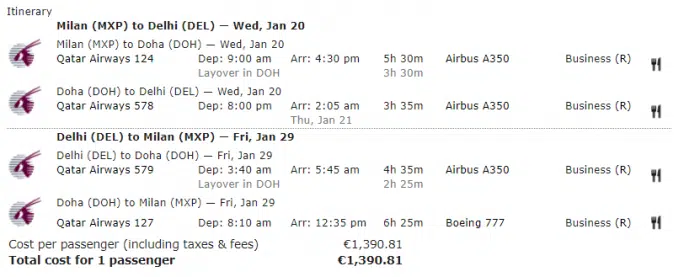 Itinerary
Milan (MXP) to Delhi (DEL) — Wed, Jan 20
Milan (MXP) to Doha (DOH) — Wed, Jan 20
Qatar Airways 124 Dep: 9:00 am Arr: 4:30 pm 5h 30m Airbus A350 Business (R)
Layover in DOH 3h 30m
Doha (DOH) to Delhi (DEL) — Wed, Jan 20
Qatar Airways 578 Dep: 8:00 pm Arr: 2:05 am 3h 35m Airbus A350 Business (R)
Thu, Jan 21
Delhi (DEL) to Milan (MXP) — Fri, Jan 29
Delhi (DEL) to Doha (DOH) — Fri, Jan 29
Qatar Airways 579 Dep: 3:40 am Arr: 5:45 am 4h 35m Airbus A350 Business (R)
Layover in DOH 2h 25m
Doha (DOH) to Milan (MXP) — Fri, Jan 29
Qatar Airways 127 Dep: 8:10 am Arr: 12:35 pm 6h 25m Boeing 777 Business (R)
Cost per passenger (including taxes & fees) €1,390.81
Total cost for 1 passenger €1,390.81